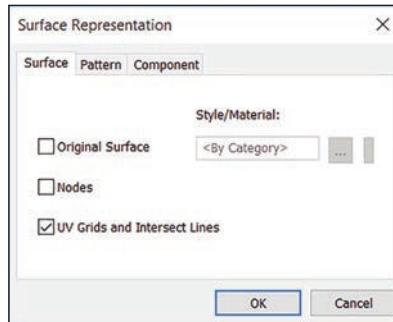 Surface Representation
Surface Pattern Component
Style/Material:
Original Surface
<By Category>
...
Nodes
UV Grids and Intersect Lines
OK Cancel